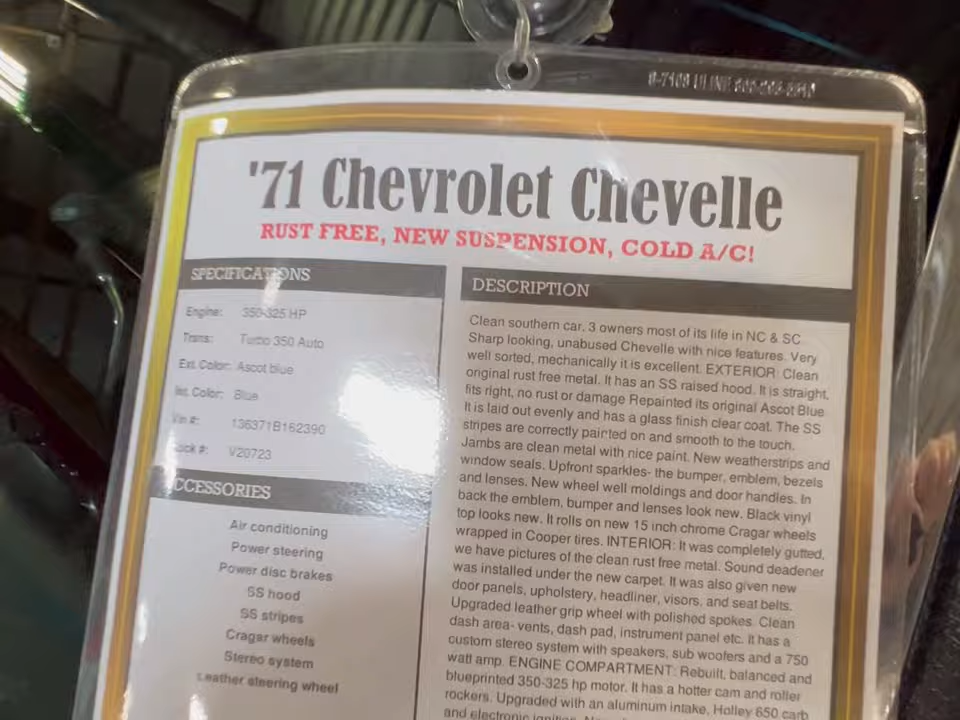 '71 Chevrolet Chevelle
RUST FREE, NEW SUSPENSION, COLD A/C!
SPECIFICATIONS
Engine: 350-325 HP
Trans: Turbo 350 Auto
Ext. Color: Ascot blue
Int. Color: Blue
Vin #: 136371B162390
Stock #: V20723
ACCESSORIES
Air conditioning
Power steering
Power disc brakes
SS hood
SS stripes
Cragar wheels
Stereo system
Leather steering wheel
DESCRIPTION
Clean southern car, 3 owners most of its life in NC & SC
Sharp looking, unabused Chevelle with nice features. Very
well sorted, mechanically it is excellent. EXTERIOR: Clean
original rust free metal. It has an SS raised hood. It is straight,
fits right, no rust or damage Repainted its original Ascot Blue
It is laid out evenly and has a glass finish clear coat. The SS
stripes are correctly painted on and smooth to the touch.
Jambs are clean metal with nice paint. New weatherstrips and
window seals. Upfront sparkles- the bumper, emblem, bezels
and lenses. New wheel well moldings and door handles. In
back the emblem, bumper and lenses look new. Black vinyl
top looks new. It rolls on new 15 inch chrome Cragar wheels
wrapped in Cooper tires. INTERIOR: It was completely gutted,
we have pictures of the clean rust free metal. Sound deadener
was installed under the new carpet. It was also given new
door panels, upholstery, headliner, visors, and seat belts.
Upgraded leather grip wheel with polished spokes. Clean
dash area- vents, dash pad, instrument panel etc. It has a
custom stereo system with speakers, sub woofers and a 750
watt amp. ENGINE COMPARTMENT: Rebuilt, balanced and
blueprinted 350-325 hp motor. It has a hotter cam and roller
rockers. Upgraded with an aluminum intake, Holley 650 carb
and electronic ignition.